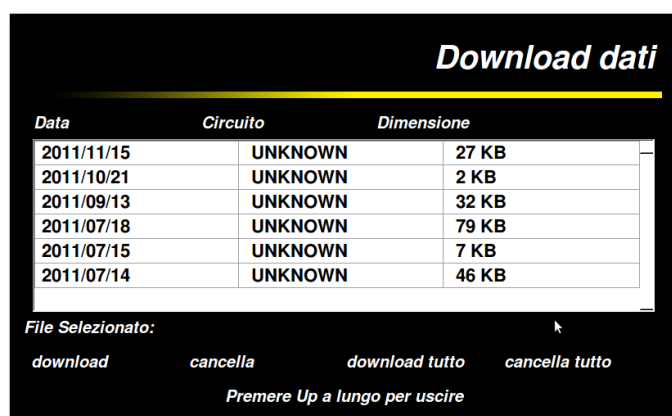 Download dati
Data Circuito Dimensione
2011/11/15 UNKNOWN 27 KB
2011/10/21 UNKNOWN 2 KB
2011/09/13 UNKNOWN 32 KB
2011/07/18 UNKNOWN 79 KB
2011/07/15 UNKNOWN 7 KB
2011/07/14 UNKNOWN 46 KB
File Selezionato:
download cancella download tutto cancella tutto
Premere Up a lungo per uscire